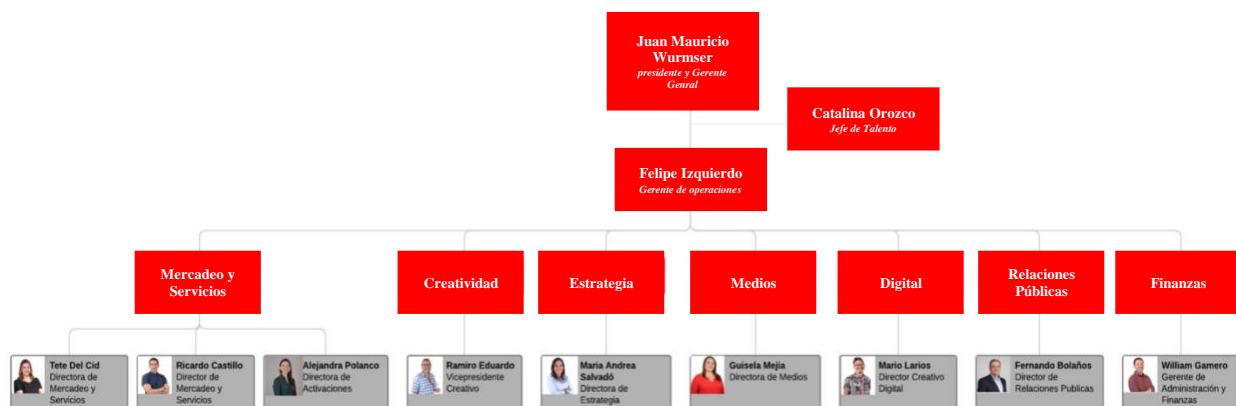 Juan Mauricio
Wurmser
presidente y Gerente
Genral
Catalina Orozco
Jefe de Talento
Felipe Izquierdo
Gerente de operaciones
Mercadeo y
Servicios
Creatividad
Estrategia
Medios
Digital
Relaciones
Públicas
Finanzas
Tete Del Cid
Directora de
Mercadeo y
Servicios
Ricardo Castillo
Director de
Mercadeo y
Servicios
Alejandra Polanco
Directora de
Activaciones
Ramiro Eduardo
Vicepresidente
Creativo
Maria Andrea
Salvadó
Directora de
Estrategia
Guisela Mejia
Directora de Medios
Mario Larios
Director Creativo
Digital
Fernando Bolaños
Director de
Relaciones Publicas
William Gamero
Gerente de
Administración y
Finanzas